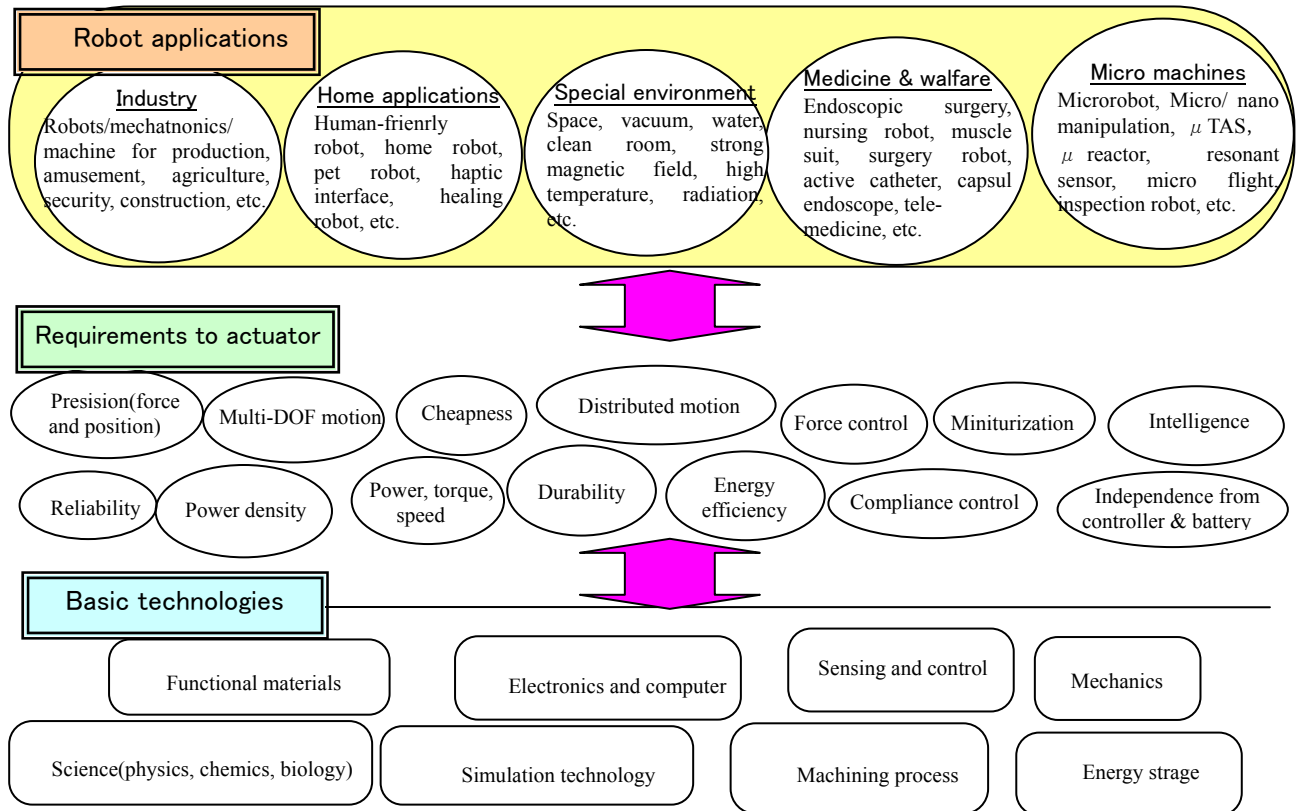 Robot applications
Industry
Robots/mechatnonics/
machine for production,
amusement, agriculture,
security, construction, etc.
Home applications
Human-frienrly
robot, home robot,
pet robot, haptic
interface, healing
robot, etc.
Special environment
Space, vacuum, water,
clean room, strong
magnetic field, high
temperature, radiation,
etc.
Medicine & walfare
Endoscopic surgery,
nursing robot, muscle
suit, surgery robot,
active catheter, capsul
endoscope, tele-
medicine, etc.
Micro machines
Microrobot, Micro/ nano
manipulation, μ TAS,
μ reactor, resonant
sensor, micro flight,
inspection robot, etc.
Requirements to actuator
Presision(force
and position)
Multi-DOF motion
Cheapness
Distributed motion
Force control
Miniturization
Intelligence
Reliability
Power density
Power, torque,
speed
Durability
Energy
efficiency
Compliance control
Independence from
controller & battery
Basic technologies
Functional materials
Electronics and computer
Sensing and control
Mechanics
Science(physics, chemics, biology)
Simulation technology
Machining process
Energy strage